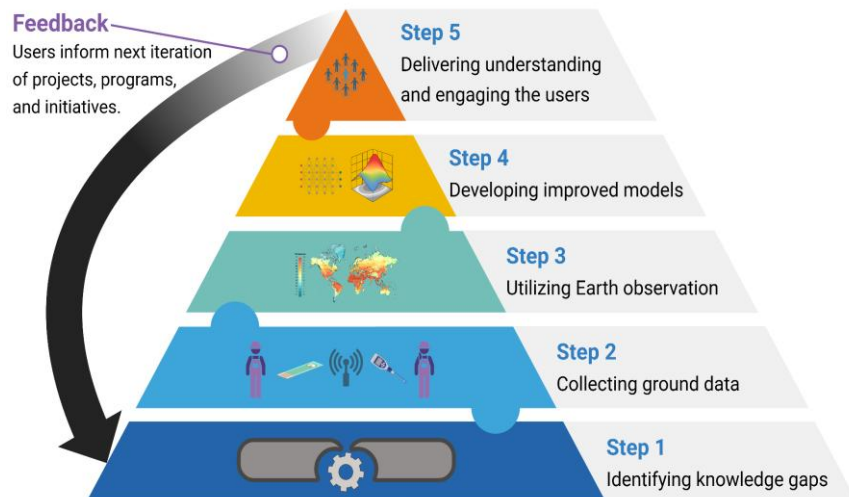 Feedback
Users inform next iteration
of projects, programs,
and initiatives.
Step 5
Delivering understanding
and engaging the users
Step 4
Developing improved models
Step 3
Utilizing Earth observation
Step 2
Collecting ground data
Step 1
Identifying knowledge gaps